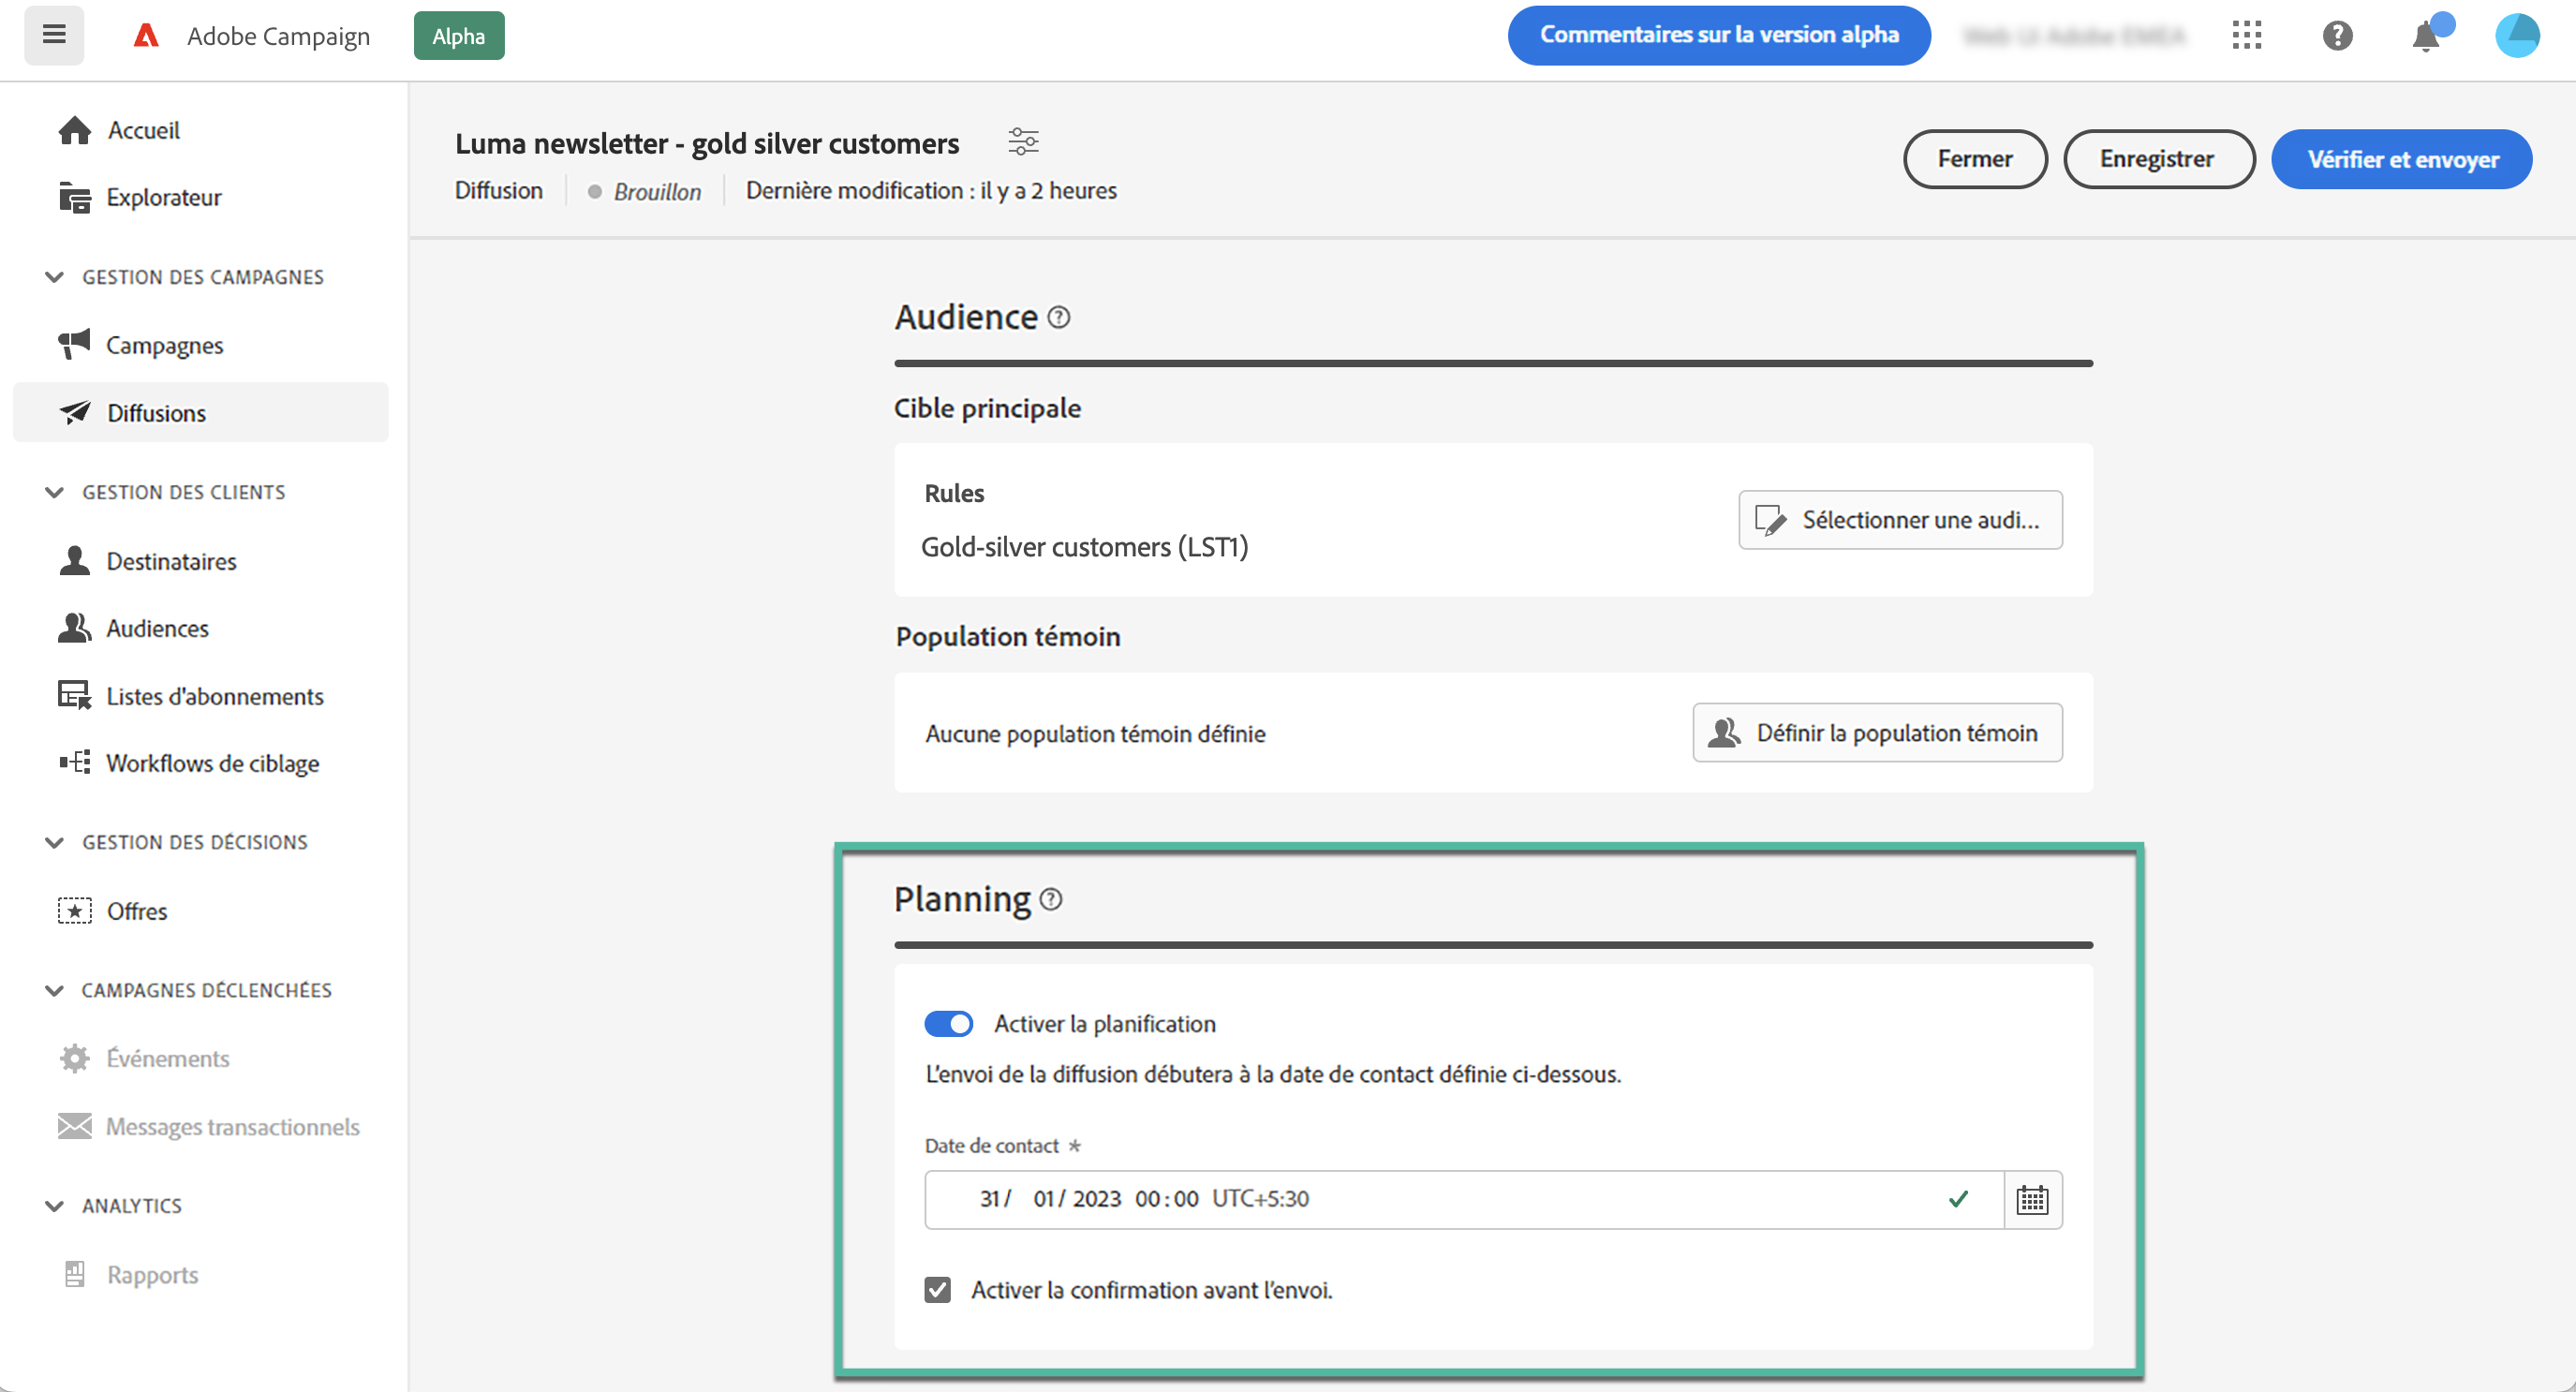 Adobe Campaign
Alpha
Commentaires sur la version alpha
Accueil
Explorateur
GESTION DES CAMPAGNES
Campagnes
Diffusions
GESTION DES CLIENTS
Destinataires
Audiences
Listes d'abonnements
Workflows de ciblage
GESTION DES DÉCISIONS
Offres
CAMPAGNES DÉCLENCHÉES
Événements
Messages transactionnels
ANALYTICS
Rapports
Luma newsletter - gold silver customers
Diffusion
Brouillon
Dernière modification : il y a 2 heures
Fermer
Enregistrer
Vérifier et envoyer
Audience
Cible principale
Rules
Gold-silver customers (LST1)
Sélectionner une audi...
Population témoin
Aucune population témoin définie
Définir la population témoin
Planning
Activer la planification
L'envoi de la diffusion débutera à la date de contact définie ci-dessous.
Date de contact *
31/ 01/ 2023 00:00 UTC+5:30
Activer la confirmation avant l'envoi.